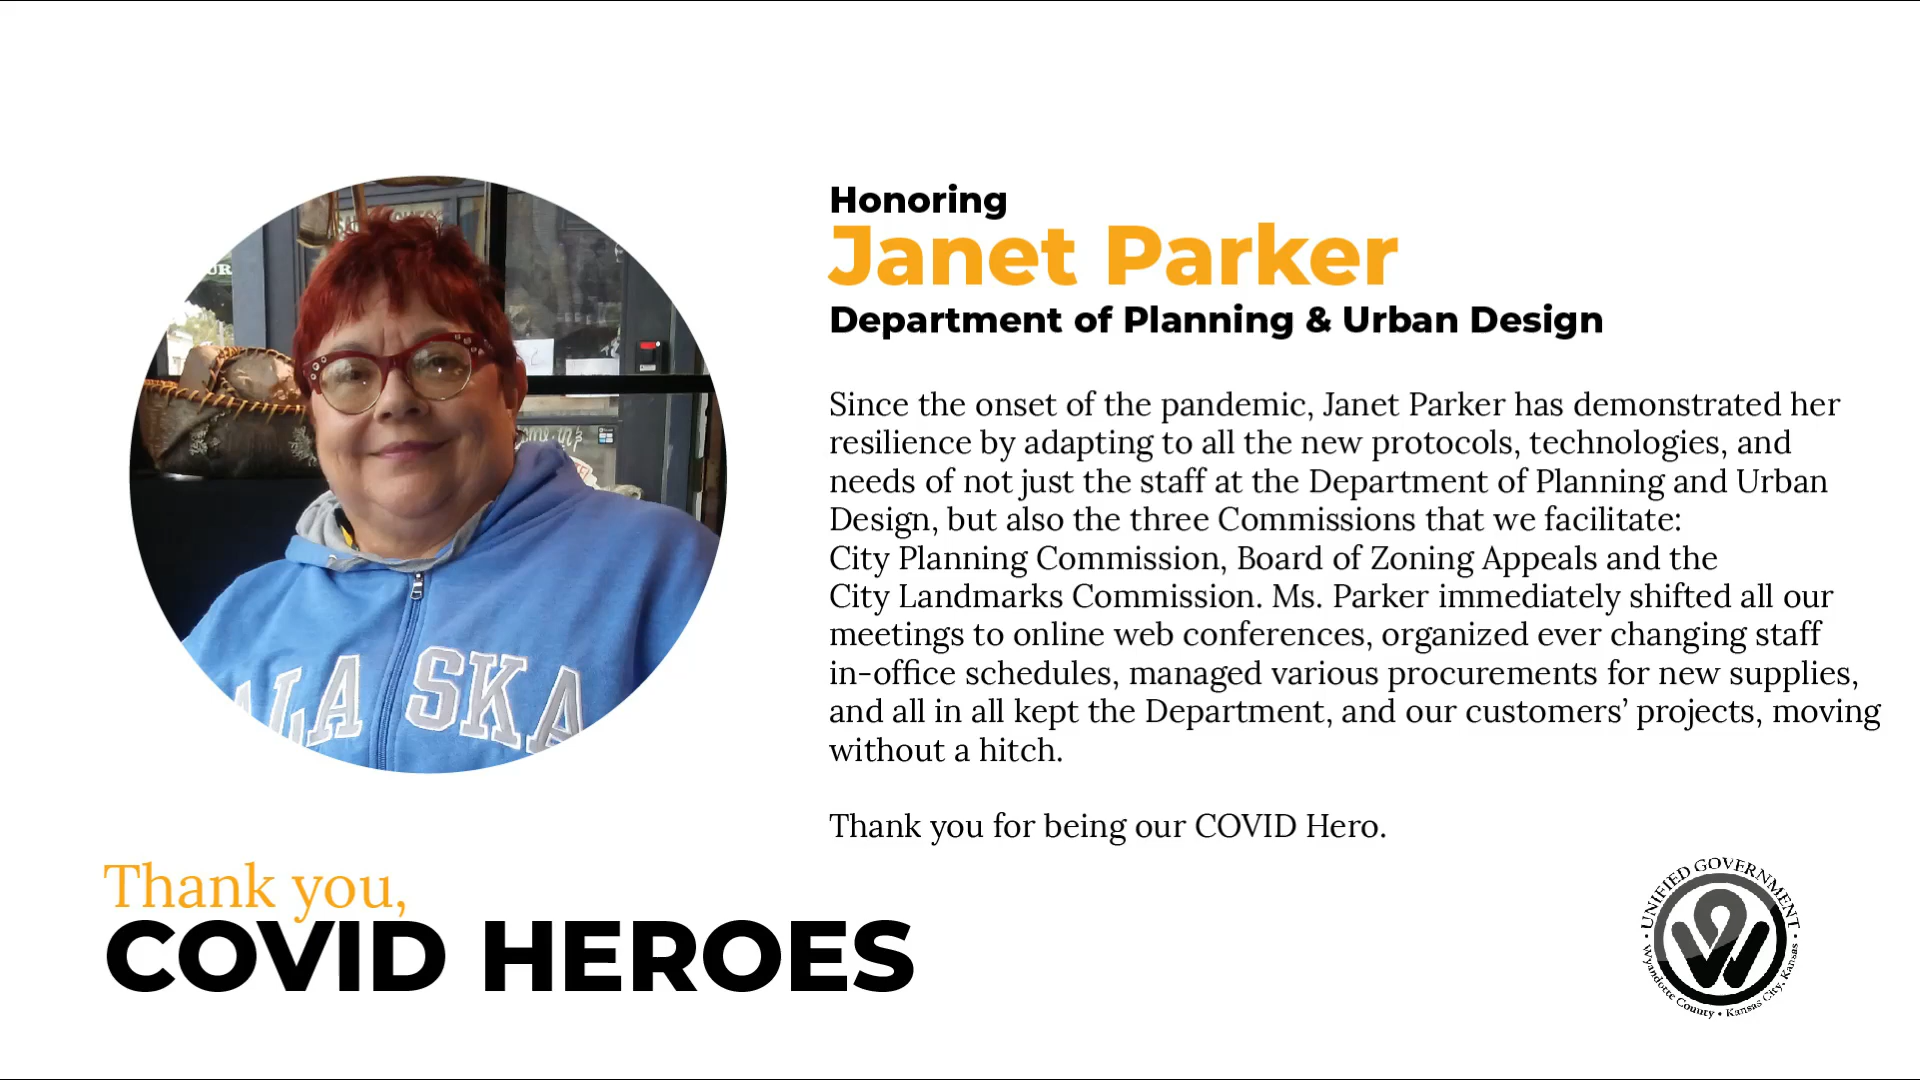 Honoring
Janet Parker
Department of Planning & Urban Design
Since the onset of the pandemic, Janet Parker has demonstrated her
resilience by adapting to all the new protocols, technologies, and
needs of not just the staff at the Department of Planning and Urban
Design, but also the three Commissions that we facilitate:
City Planning Commission, Board of Zoning Appeals and the
City Landmarks Commission. Ms. Parker immediately shifted all our
meetings to online web conferences, organized ever changing staff
in-office schedules, managed various procurements for new supplies,
and all in all kept the Department, and our customers’ projects, moving
without a hitch.
Thank you for being our COVID Hero.
ALASKA
Thank you,
COVID HEROES
• UNIFIED GOVERNMENT •
Wyandotte County • Kansas City, Kansas